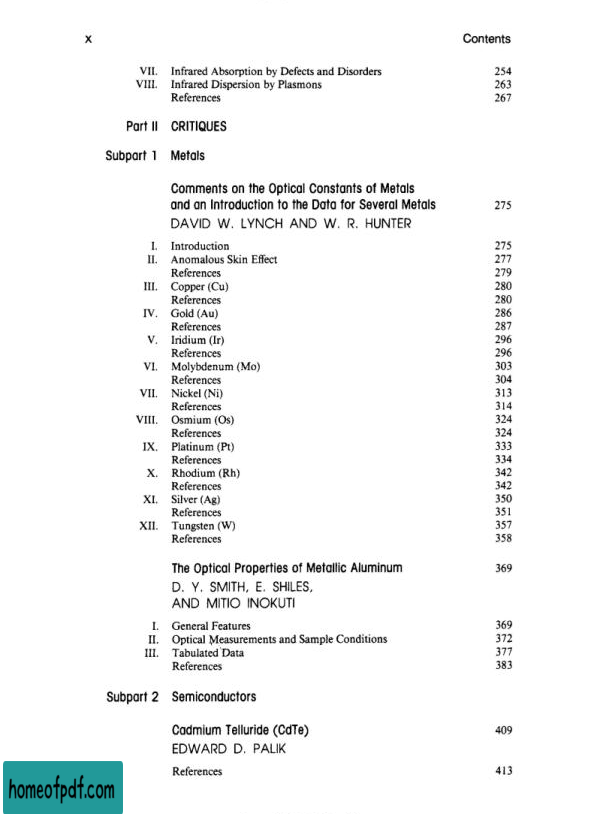 x Contents
VII. Infrared Absorption by Defects and Disorders 254
VIII. Infrared Dispersion by Plasmons 263
References 267
Part II CRITIQUES
Subpart 1 Metals
Comments on the Optical Constants of Metals
and an Introduction to the Data for Several Metals 275
DAVID W. LYNCH AND W. R. HUNTER
I. Introduction 275
II. Anomalous Skin Effect 277
References 279
III. Copper (Cu) 280
References 280
IV. Gold (Au) 286
References 287
V. Iridium (Ir) 296
References 296
VI. Molybdenum (Mo) 303
References 304
VII. Nickel (Ni) 313
References 314
VIII. Osmium (Os) 324
References 324
IX. Platinum (Pt) 333
References 334
X. Rhodium (Rh) 342
References 342
XI. Silver (Ag) 350
References 351
XII. Tungsten (W) 357
References 358
The Optical Properties of Metallic Aluminum 369
D. Y. SMITH, E. SHILES,
AND MITIO INOKUTI
I. General Features 369
II. Optical Measurements and Sample Conditions 372
III. Tabulated Data 377
References 383
Subpart 2 Semiconductors
Cadmium Telluride (CdTe) 409
EDWARD D. PALIK
References 413
homeofpdf.com